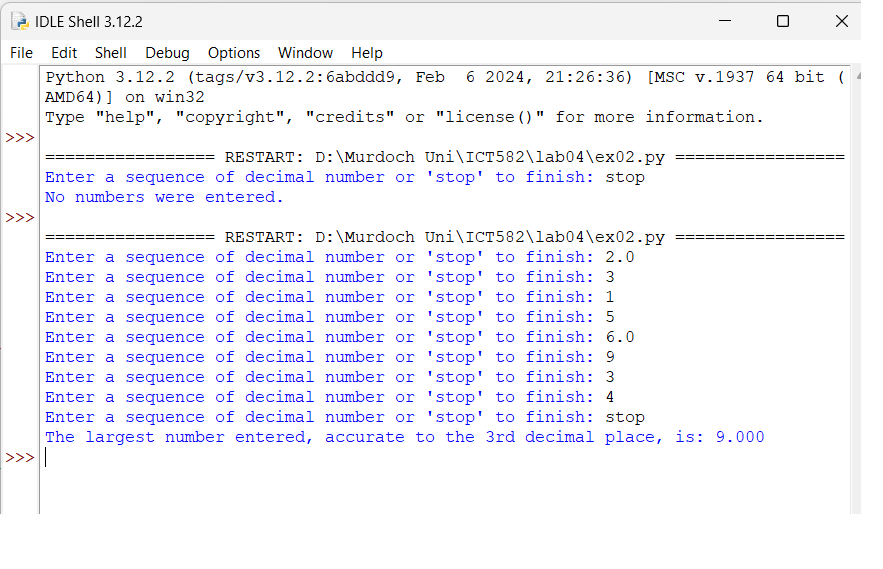 IDLE Shell 3.12.2
File Edit Shell Debug Options Window Help
Python 3.12.2 (tags/v3.12.2:6abddd9, Feb  6 2024, 21:26:36) [MSC v.1937 64 bit (
AMD64)] on win32
Type "help", "copyright", "credits" or "license()" for more information.
>>>
================= RESTART: D:\Murdoch Uni\ICT582\lab04\ex02.py =================
Enter a sequence of decimal number or 'stop' to finish: stop
No numbers were entered.
>>>
================= RESTART: D:\Murdoch Uni\ICT582\lab04\ex02.py =================
Enter a sequence of decimal number or 'stop' to finish: 2.0
Enter a sequence of decimal number or 'stop' to finish: 3
Enter a sequence of decimal number or 'stop' to finish: 1
Enter a sequence of decimal number or 'stop' to finish: 5
Enter a sequence of decimal number or 'stop' to finish: 6.0
Enter a sequence of decimal number or 'stop' to finish: 9
Enter a sequence of decimal number or 'stop' to finish: 3
Enter a sequence of decimal number or 'stop' to finish: 4
Enter a sequence of decimal number or 'stop' to finish: stop
The largest number entered, accurate to the 3rd decimal place, is: 9.000
>>>